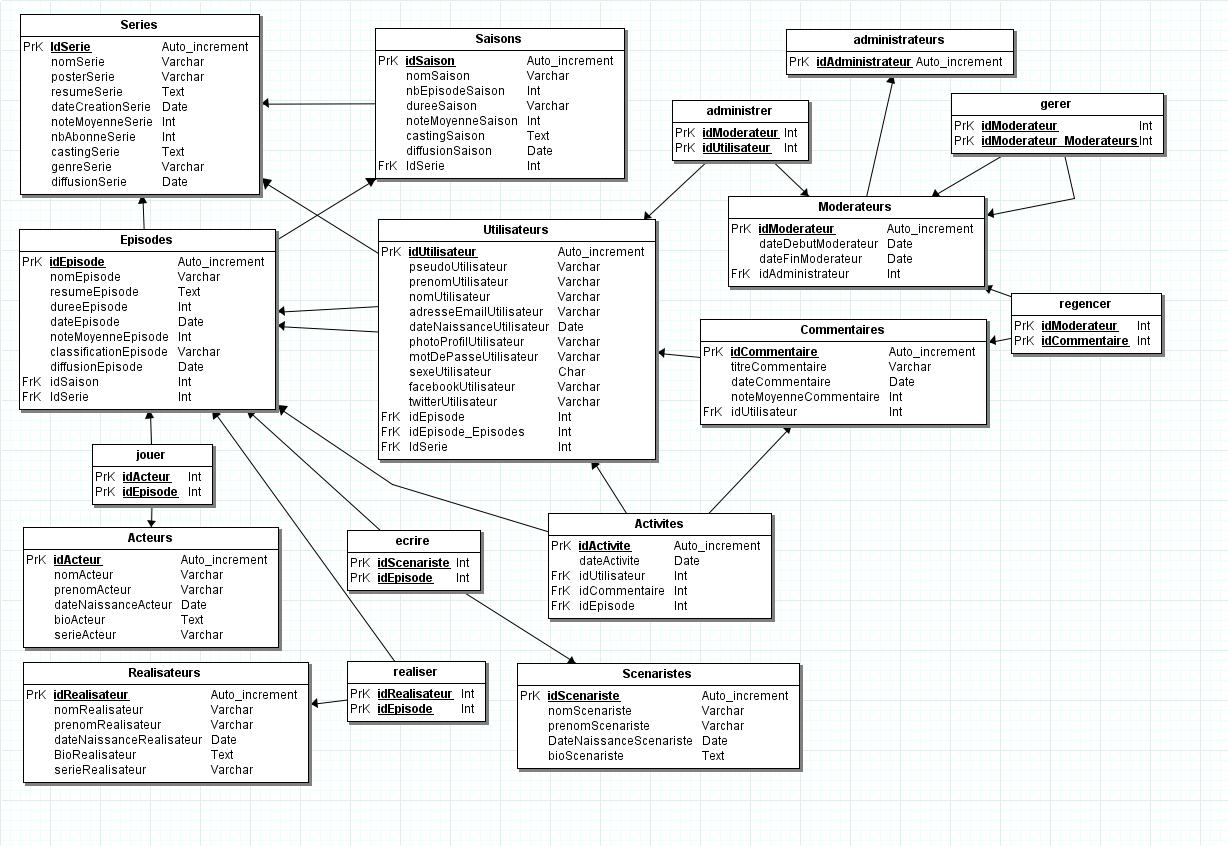 Series
PrK IdSerie Auto_increment
nomSerie Varchar
posterSerie Varchar
resumeSerie Text
dateCreationSerie Date
noteMoyenneSerie Int
nbAbonneSerie Int
castingSerie Text
genreSerie Varchar
diffusionSerie Date
Saisons
PrK idSaison Auto_increment
nomSaison Varchar
nbEpisodeSaison Int
dureeSaison Varchar
noteMoyenneSaison Int
castingSaison Text
diffusionSaison Date
FrK IdSerie Int
administrateurs
PrK idAdministrateur Auto_increment
administrer
PrK idModerateur Int
PrK idUtilisateur Int
gerer
PrK idModerateur Int
PrK idModerateur_Moderateurs Int
Moderateurs
PrK idModerateur Auto_increment
dateDebutModerateur Date
dateFinModerateur Date
FrK idAdministrateur Int
Episodes
PrK idEpisode Auto_increment
nomEpisode Varchar
resumeEpisode Text
dureeEpisode Int
dateEpisode Date
noteMoyenneEpisode Int
classificationEpisode Varchar
diffusionEpisode Date
FrK idSaison Int
FrK IdSerie Int
Utilisateurs
PrK idUtilisateur Auto_increment
pseudoUtilisateur Varchar
prenomUtilisateur Varchar
nomUtilisateur Varchar
adresseEmailUtilisateur Varchar
dateNaissanceUtilisateur Date
photoProfilUtilisateur Varchar
motDePasseUtilisateur Varchar
sexeUtilisateur Char
facebookUtilisateur Varchar
twitterUtilisateur Varchar
FrK idEpisode Int
FrK idEpisode_Episodes Int
FrK IdSerie Int
regencer
PrK idModerateur Int
PrK idCommentaire Int
Commentaires
PrK idCommentaire Auto_increment
titreCommentaire Varchar
dateCommentaire Date
noteMoyenneCommentaire Int
FrK idUtilisateur Int
jouer
PrK idActeur Int
PrK idEpisode Int
Acteurs
PrK idActeur Auto_increment
nomActeur Varchar
prenomActeur Varchar
dateNaissanceActeur Date
bioActeur Text
serieActeur Varchar
ecrire
PrK idScenariste Int
PrK idEpisode Int
Activites
PrK idActivite Auto_increment
dateActivite Date
FrK idUtilisateur Int
FrK idCommentaire Int
FrK idEpisode Int
Realisateurs
PrK idRealisateur Auto_increment
nomRealisateur Varchar
prenomRealisateur Varchar
dateNaissanceRealisateur Date
BioRealisateur Text
serieRealisateur Varchar
realiser
PrK idRealisateur Int
PrK idEpisode Int
Scenaristes
PrK idScenariste Auto_increment
nomScenariste Varchar
prenomScenariste Varchar
DateNaissanceScenariste Date
bioScenariste Text